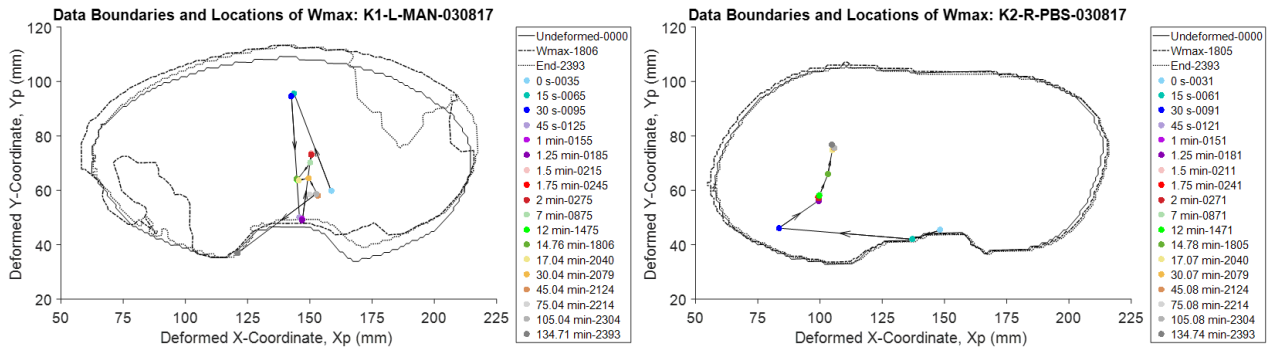 Data Boundaries and Locations of Wmax: K1-L-MAN-030817
120
100
80
60
40
20
Deformed Y-Coordinate, Yp (mm)
50
75
100
125
150
175
200
225
Deformed X-Coordinate, Xp (mm)
Undeformed-0000
Wmax-1806
End-2393
0 s-0035
15 s-0065
30 s-0095
45 s-0125
1 min-0155
1.25 min-0185
1.5 min-0215
1.75 min-0245
2 min-0275
7 min-0875
12 min-1475
14.76 min-1806
17.04 min-2040
30.04 min-2079
45.04 min-2124
75.04 min-2214
105.04 min-2304
134.71 min-2393
Data Boundaries and Locations of Wmax: K2-R-PBS-030817
120
100
80
60
40
20
Deformed Y-Coordinate, Yp (mm)
50
75
100
125
150
175
200
225
Deformed X-Coordinate, Xp (mm)
Undeformed-0000
Wmax-1805
End-2393
0 s-0031
15 s-0061
30 s-0091
45 s-0121
1 min-0151
1.25 min-0181
1.5 min-0211
1.75 min-0241
2 min-0271
7 min-0871
12 min-1471
14.78 min-1805
17.07 min-2040
30.07 min-2079
45.08 min-2124
75.08 min-2214
105.08 min-2304
134.74 min-2393